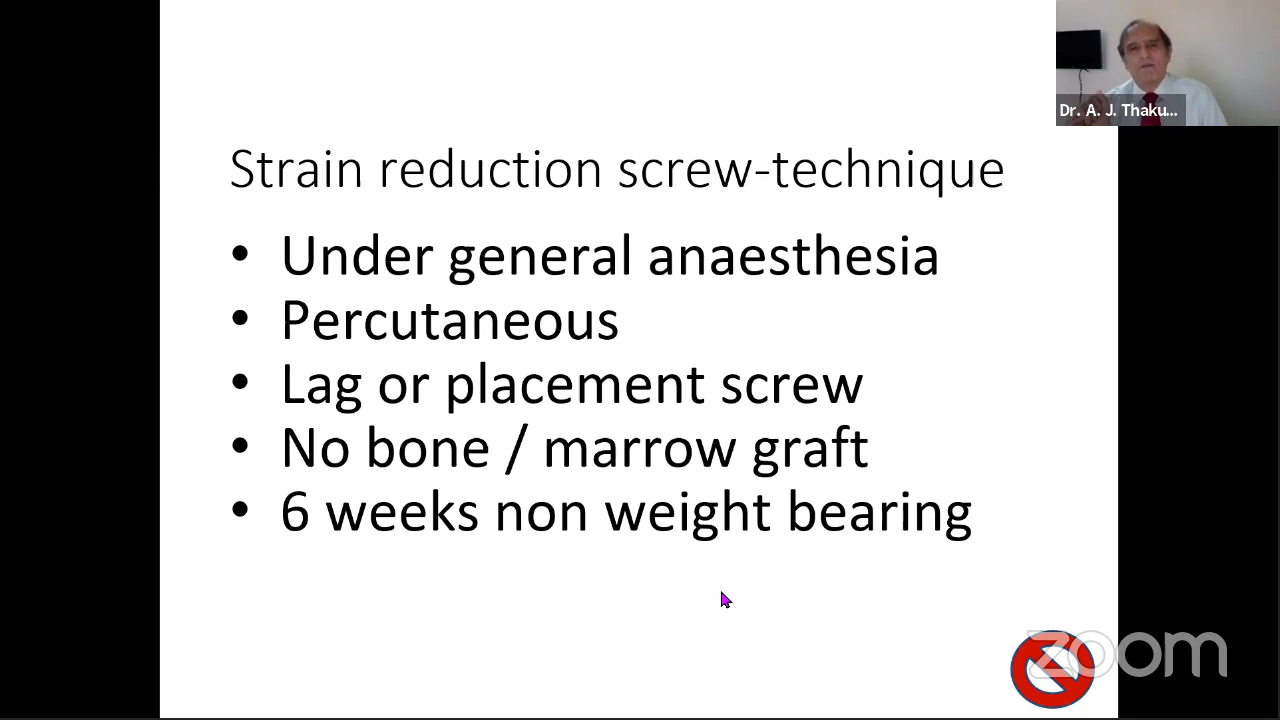 Dr. A. J. Thaku...
Strain reduction screw-technique
• Under general anaesthesia
• Percutaneous
• Lag or placement screw
• No bone / marrow graft
• 6 weeks non weight bearing
zoom